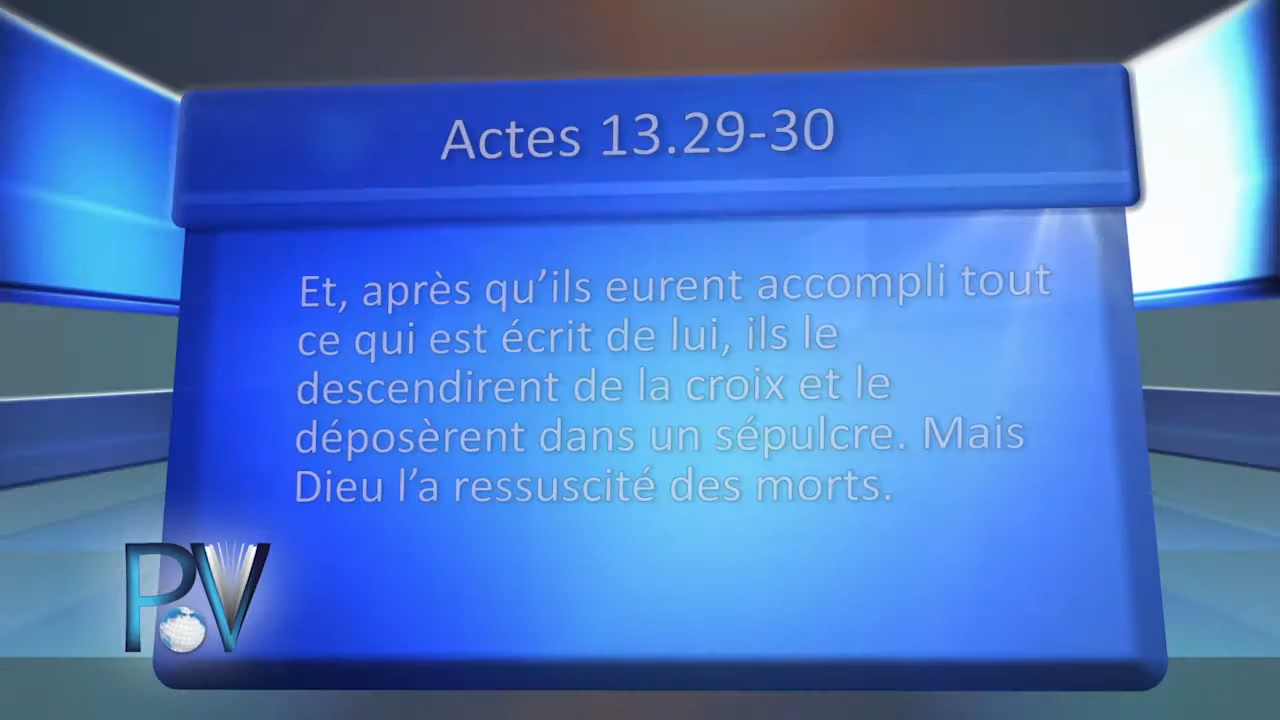 Actes 13.29-30
Et, après qu’ils eurent accompli tout
ce qui est écrit de lui, ils le
descendirent de la croix et le
déposèrent dans un sépulcre. Mais
Dieu l’a ressuscité des morts.
PV